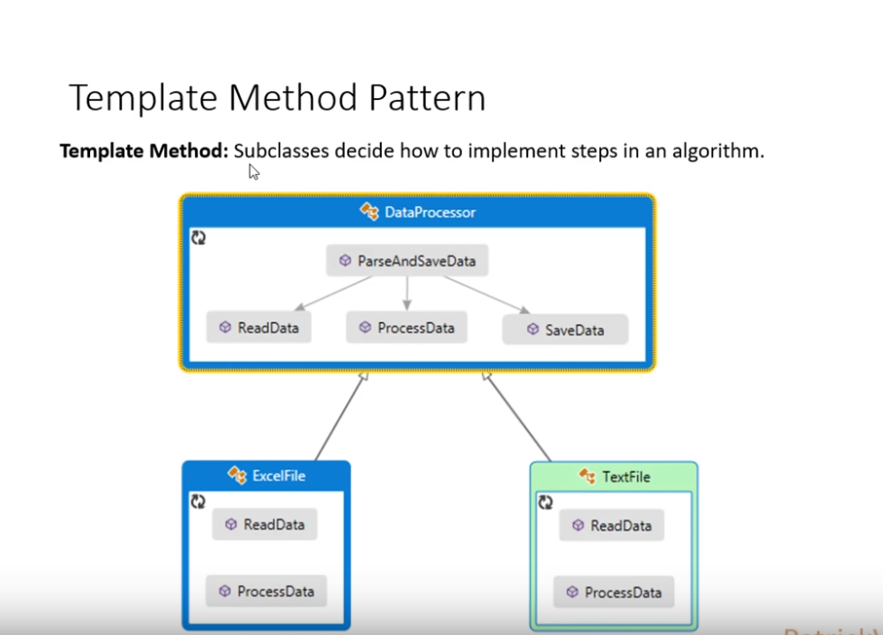 Template Method Pattern
Template Method: Subclasses decide how to implement steps in an algorithm.
DataProcessor
ParseAndSaveData
ReadData
ProcessData
SaveData
ExcelFile
ReadData
ProcessData
TextFile
ReadData
ProcessData